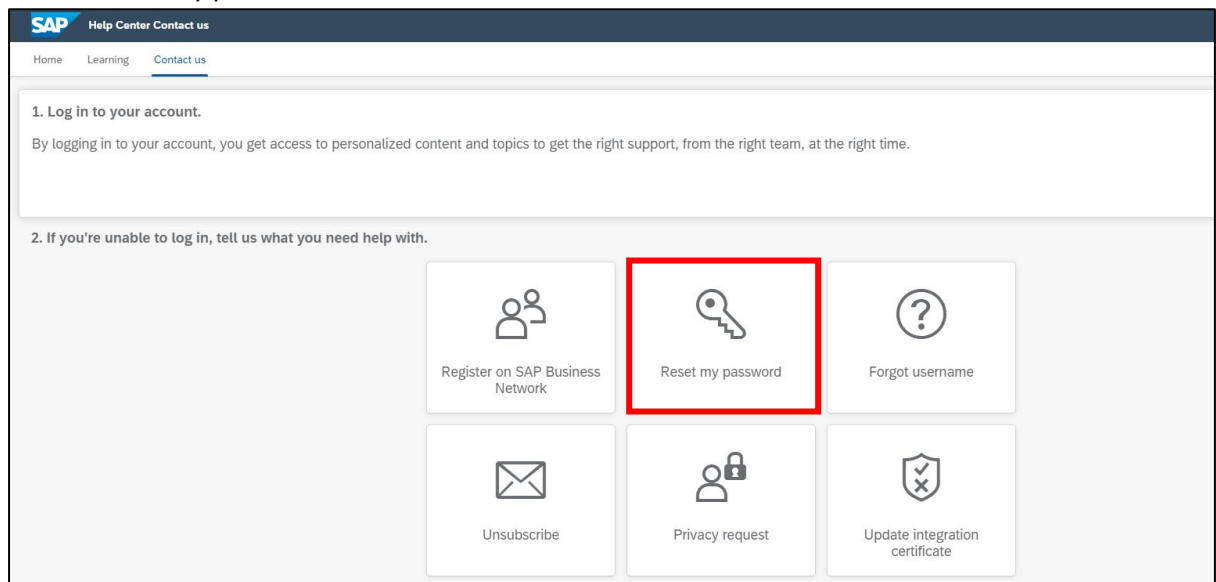 SAP Help Center Contact us
Home Learning Contact us
1. Log in to your account.
By logging in to your account, you get access to personalized content and topics to get the right support, from the right team, at the right time.
2. If you're unable to log in, tell us what you need help with.
Register on SAP Business
Network
Reset my password
Forgot username
Unsubscribe
Privacy request
Update integration
certificate